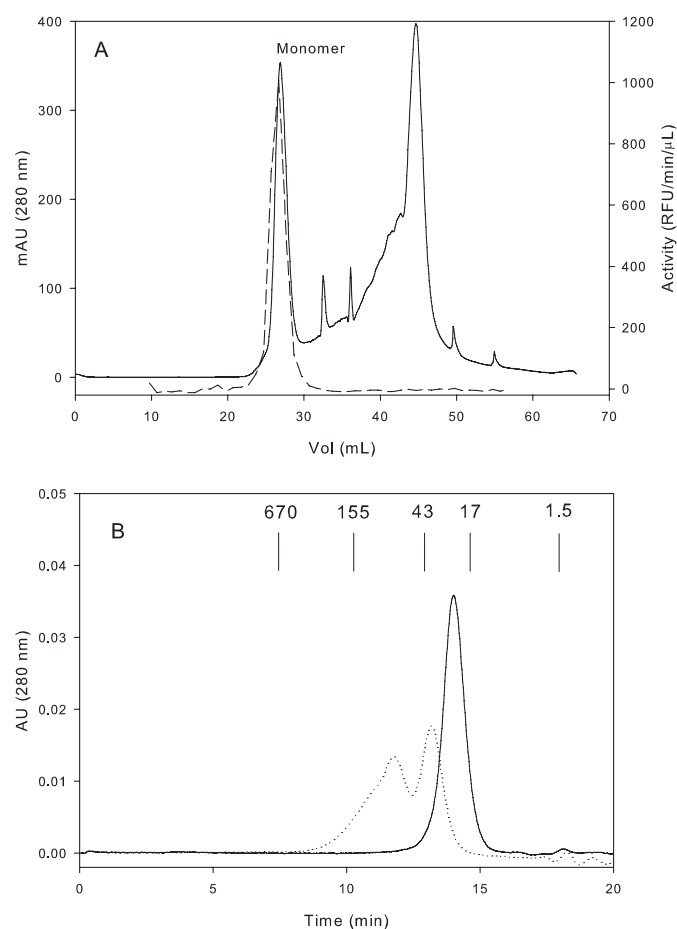 A
Monomer
400
300
200
100
0
mAU (280 nm)
1200
1000
800
600
400
200
0
Activity (RFU/min/µL)
0 10 20 30 40 50 60 70
Vol (mL)
B
670 155 43 17 1.5
0.05
0.04
0.03
0.02
0.01
0.00
AU (280 nm)
0 5 10 15 20
Time (min)